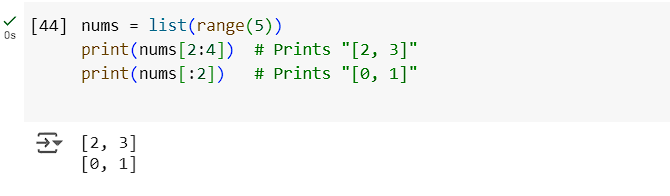 [44] nums = list(range(5))
0s
print(nums[2:4])  # Prints "[2, 3]"
print(nums[:2])   # Prints "[0, 1]"
[2, 3]
[0, 1]